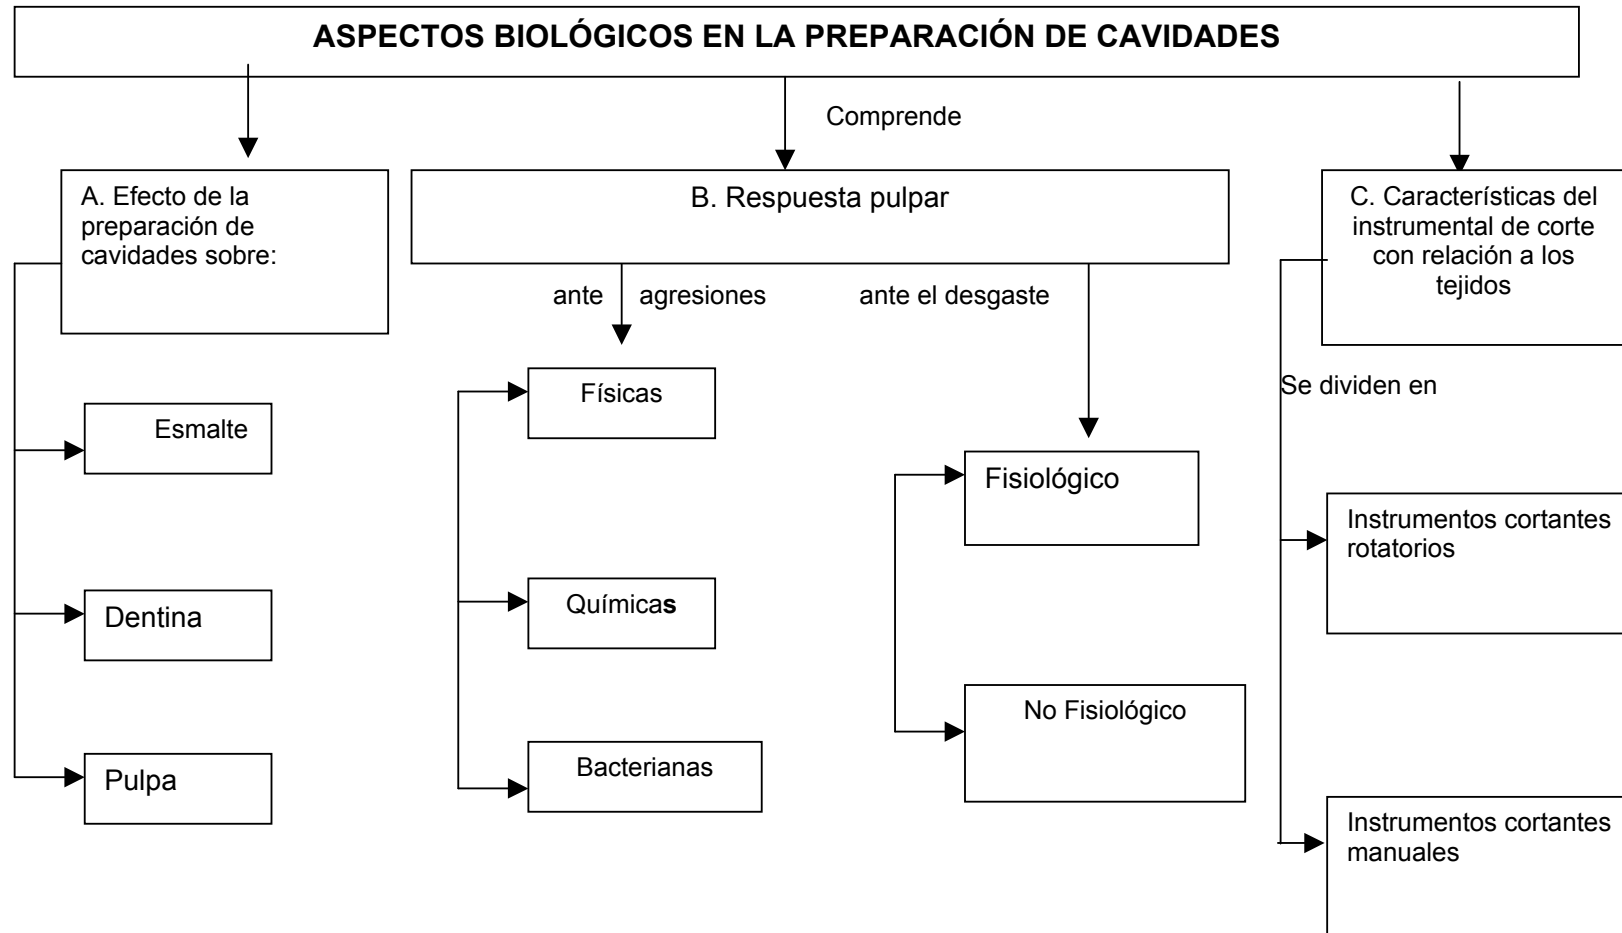 ASPECTOS BIOLÓGICOS EN LA PREPARACIÓN DE CAVIDADES
Comprende
A. Efecto de la
preparación de
cavidades sobre:
Esmalte
Dentina
Pulpa
B. Respuesta pulpar
ante agresiones
Físicas
Químicas
Bacterianas
ante el desgaste
Fisiológico
No Fisiológico
C. Características del
instrumental de corte
con relación a los
tejidos
Se dividen en
Instrumentos cortantes
rotatorios
Instrumentos cortantes
manuales